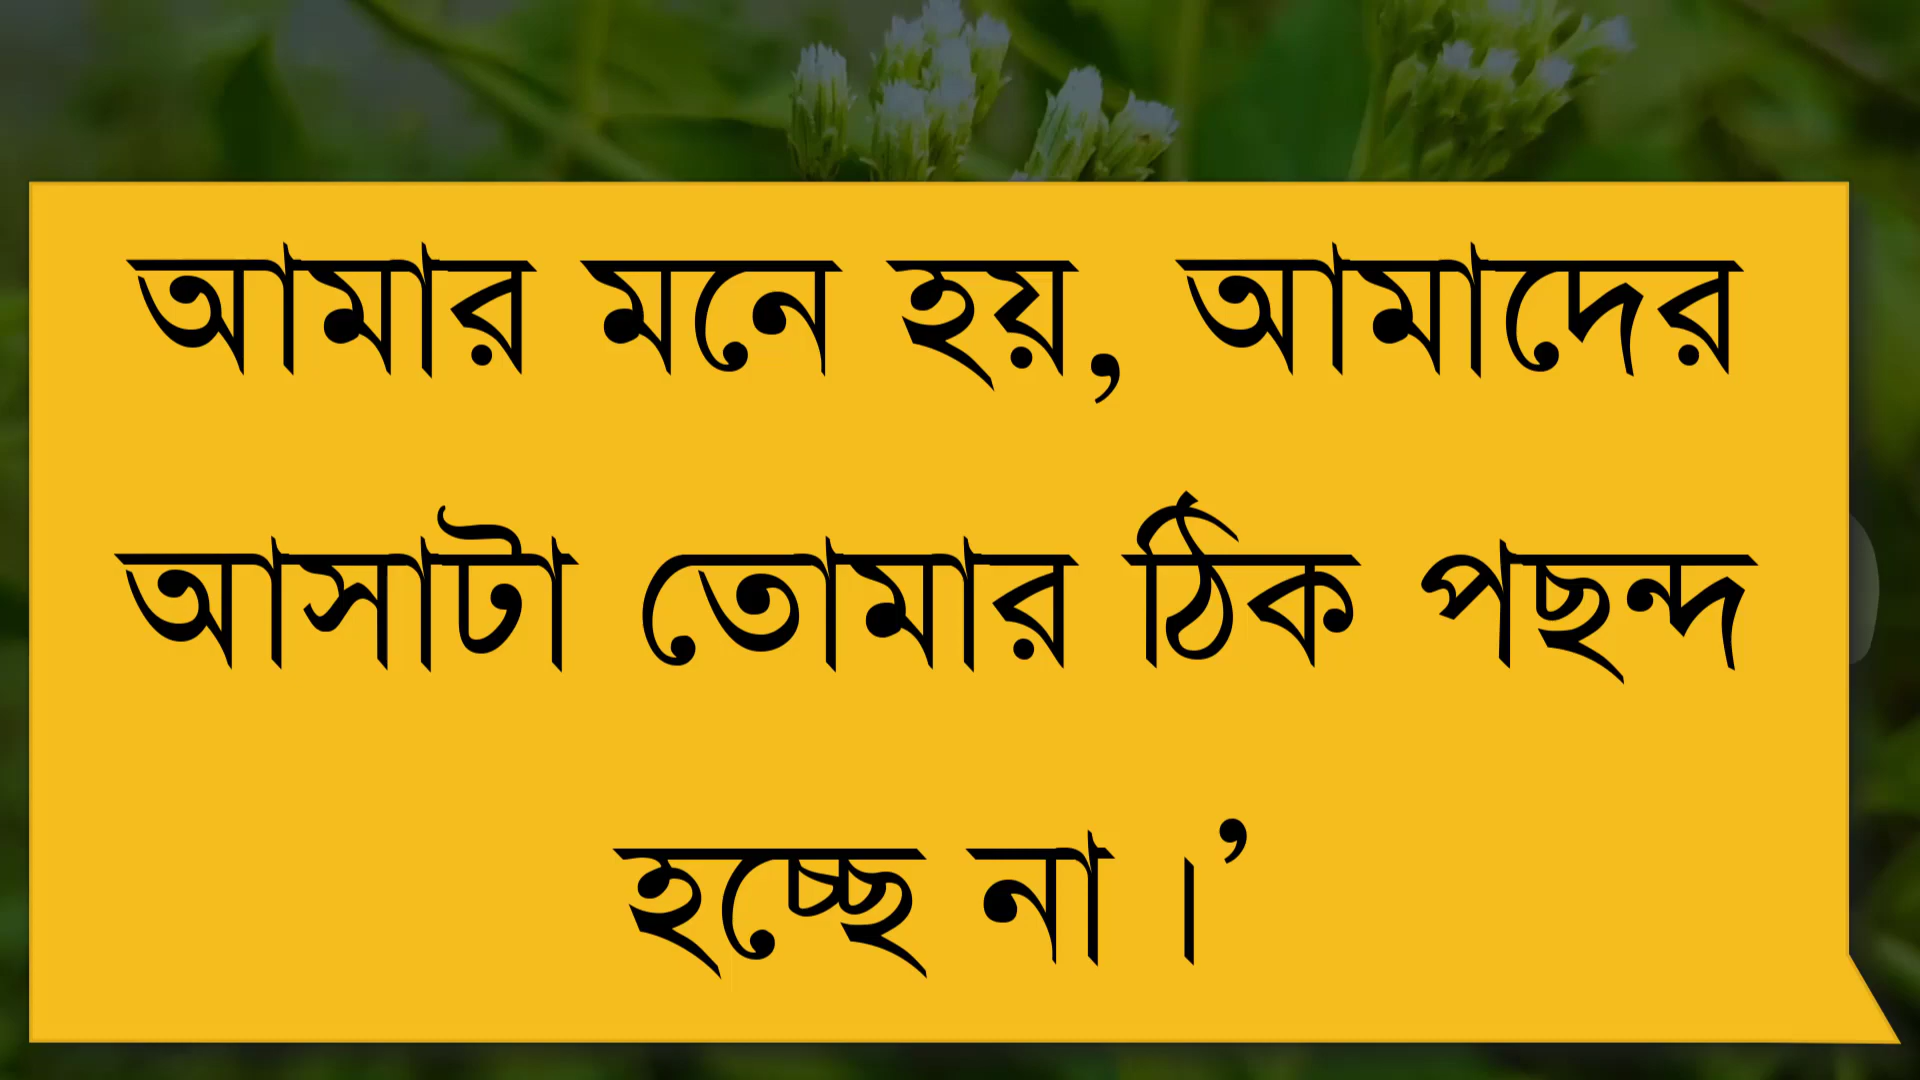 আমার মনে হয়, আমাদের
আসাটা তোমার ঠিক পছন্দ
হচ্ছে না ।’